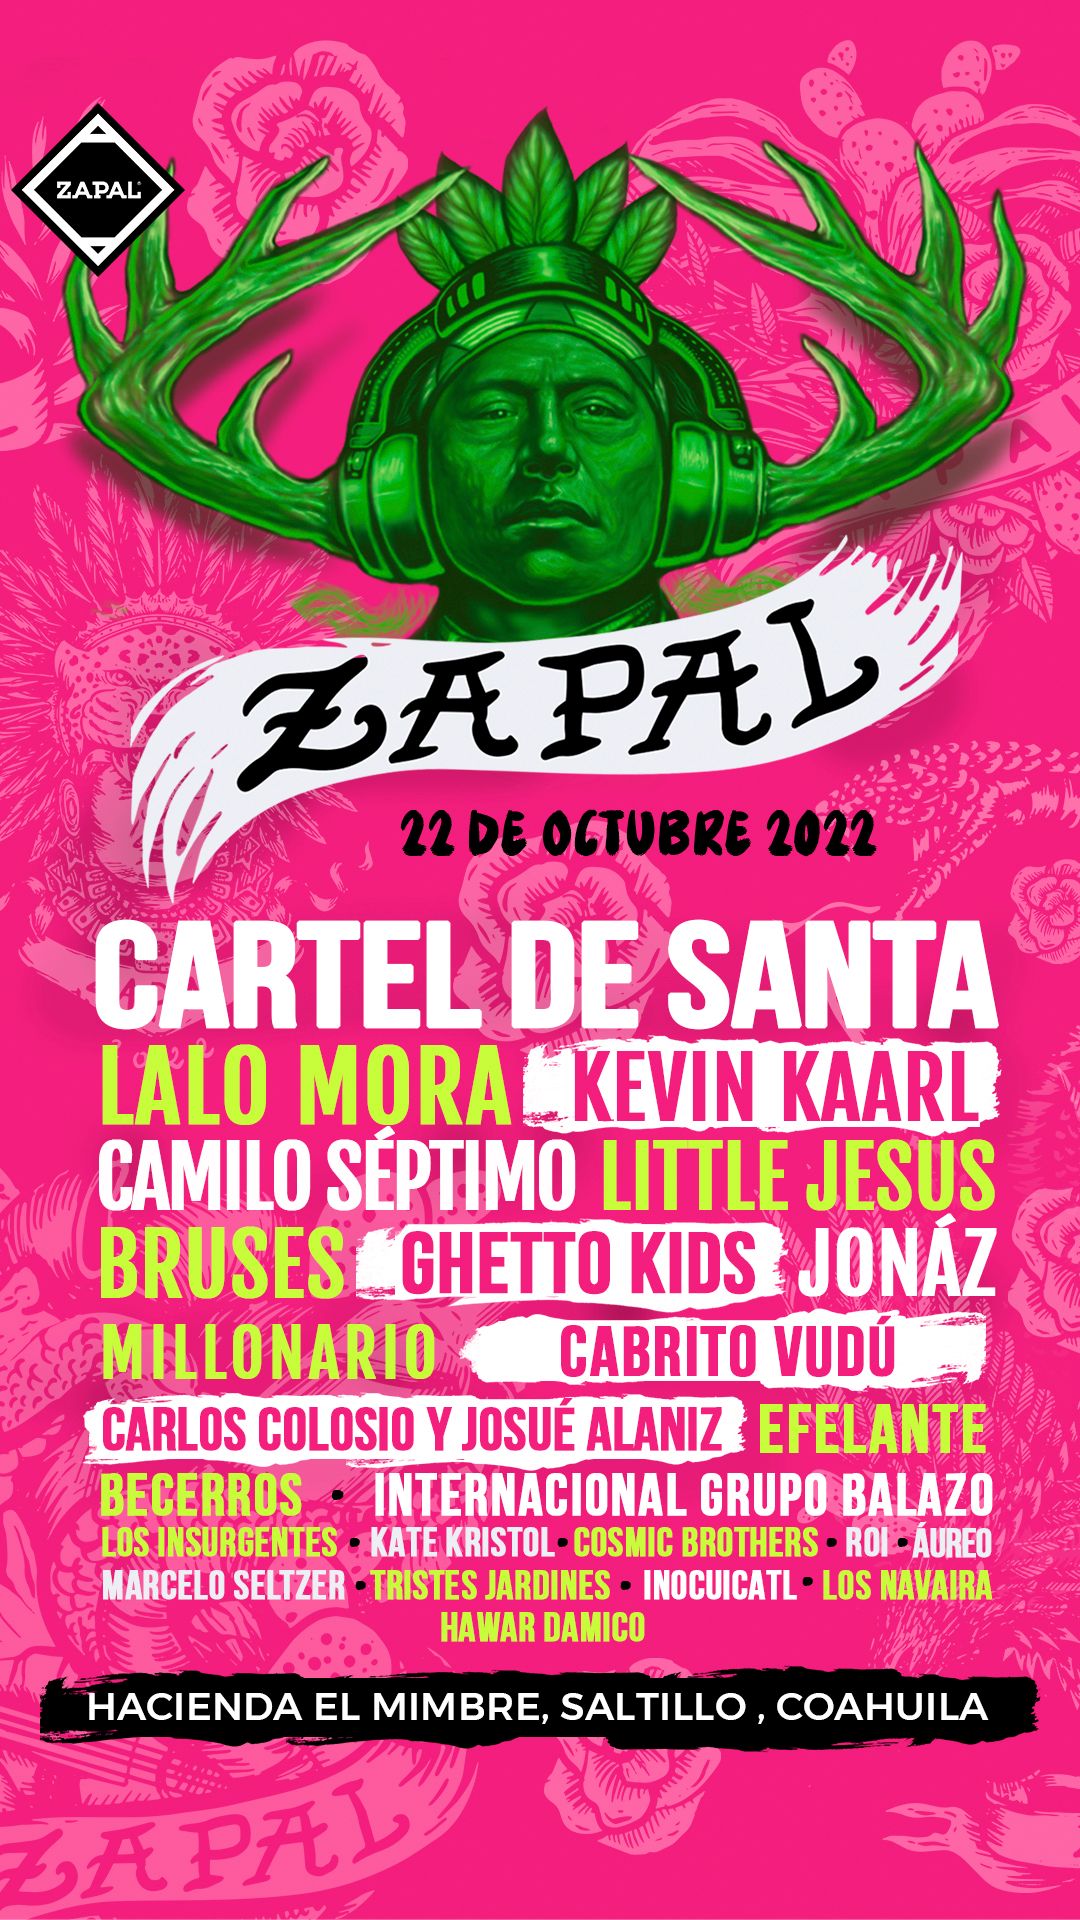 ZAPAL
ZAPAL
22 DE OCTUBRE 2022
CARTEL DE SANTA
LALO MORA KEVIN KAARL
CAMILO SÉPTIMO LITTLE JESUS
BRUSES GHETTO KIDS JONÁZ
MILLONARIO CABRITO VUDÚ
CARLOS COLOSIO Y JOSUÉ ALANIZ EFELANTE
BECERROS • INTERNACIONAL GRUPO BALAZO
LOS INSURGENTES • KATE KRISTOL • COSMIC BROTHERS • ROI • ÁUREO
MARCELO SELTZER • TRISTES JARDINES • INOCUICATL • LOS NAVAIRA
HAWAR DAMICO
HACIENDA EL MIMBRE, SALTILLO , COAHUILA
ZAPAL